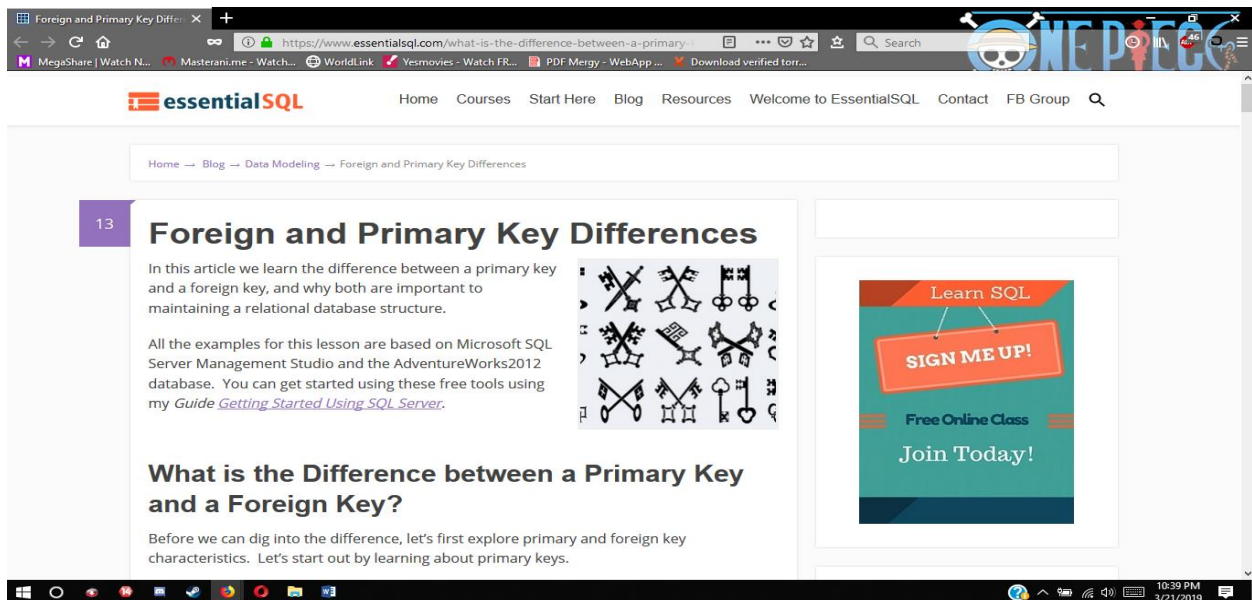 Foreign and Primary Key Differ
ONE PIECE
https://www.essentialsql.com/what-is-the-difference-between-a-primary-
Search
46
MegaShare | Watch N...
Masterani.me - Watch...
WorldLink
Yesmovies - Watch FR...
PDF Mergy - WebApp ...
Download verified torr...
essentialSQL
Home
Courses
Start Here
Blog
Resources
Welcome to EssentialSQL
Contact
FB Group
Home → Blog → Data Modeling → Foreign and Primary Key Differences
13
Foreign and Primary Key Differences
In this article we learn the difference between a primary key
and a foreign key, and why both are important to
maintaining a relational database structure.
All the examples for this lesson are based on Microsoft SQL
Server Management Studio and the AdventureWorks2012
database. You can get started using these free tools using
my Guide Getting Started Using SQL Server.
What is the Difference between a Primary Key
and a Foreign Key?
Before we can dig into the difference, let's first explore primary and foreign key
characteristics. Let's start out by learning about primary keys.
Learn SQL
SIGN ME UP!
Free Online Class
Join Today!
10:39 PM
3/21/2019